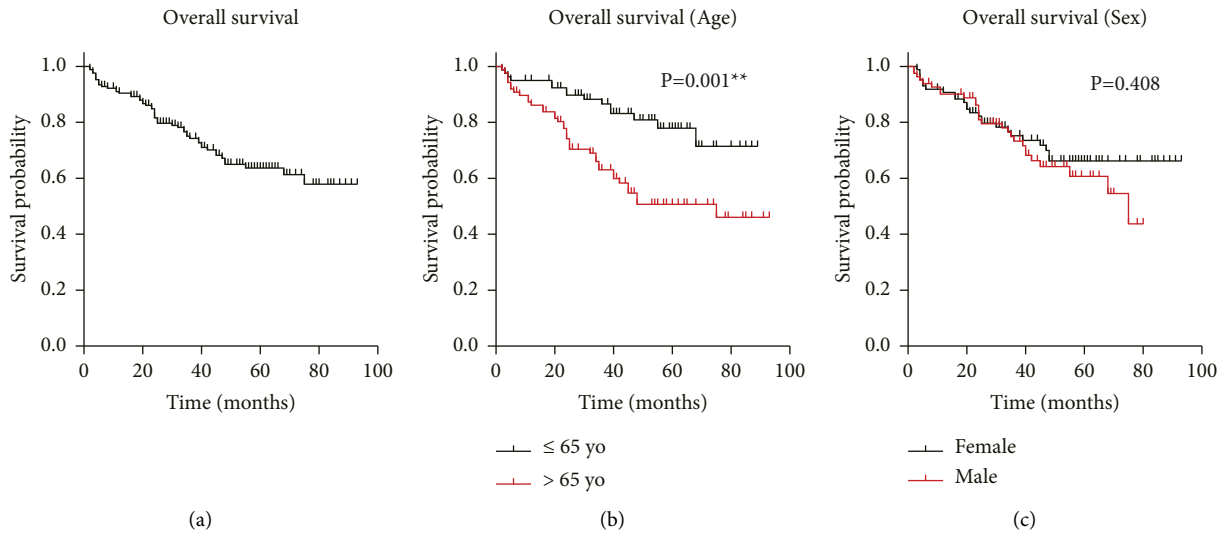 Overall survival
1.0
0.8
0.6
0.4
0.2
0.0
Survival probability
0
20
40
60
80
100
Time (months)
(a)
Overall survival (Age)
P=0.001**
1.0
0.8
0.6
0.4
0.2
0.0
Survival probability
0
20
40
60
80
100
Time (months)
≤ 65 yo
> 65 yo
(b)
Overall survival (Sex)
P=0.408
1.0
0.8
0.6
0.4
0.2
0.0
Survival probability
0
20
40
60
80
100
Time (months)
Female
Male
(c)